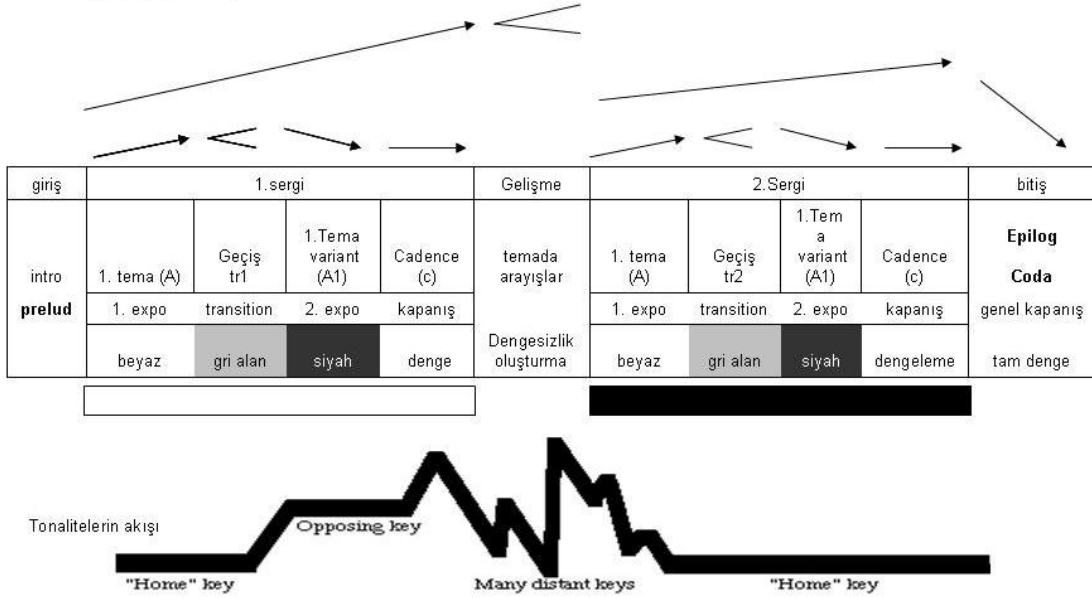 giriş 1.sergi Gelişme 2.Sergi bitiş
intro
prelud
1. tema (A)
Geçiş
tr1
1.Tema
variant
(A1)
Cadence
(c)
temada
arayışlar
1. tema
(A)
Geçiş
tr2
1.Tem
a
variant
(A1)
Cadence
(c)
Epilog
Coda
1. expo transition 2. expo kapanış 1. expo transition 2. expo kapanış genel kapanış
beyaz gri alan siyah denge
Dengesizlik
oluşturma
beyaz gri alan siyah dengeleme tam denge
Tonalitelerin akışı
Opposing key
"Home" key Many distant keys "Home" key